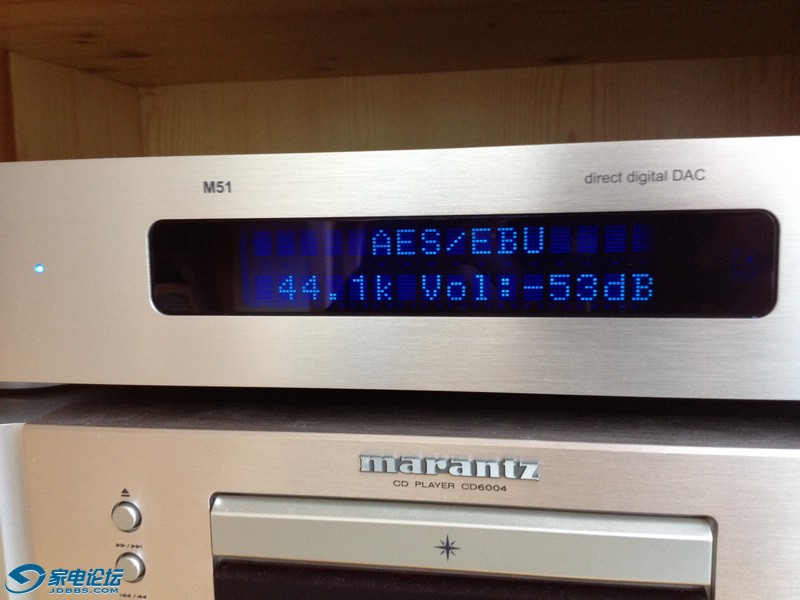 M51
direct digital DAC
AES/EBU
44.1k Vol:-53dB
marantz
CD PLAYER CD6004
家电论坛
JDBBS.COM